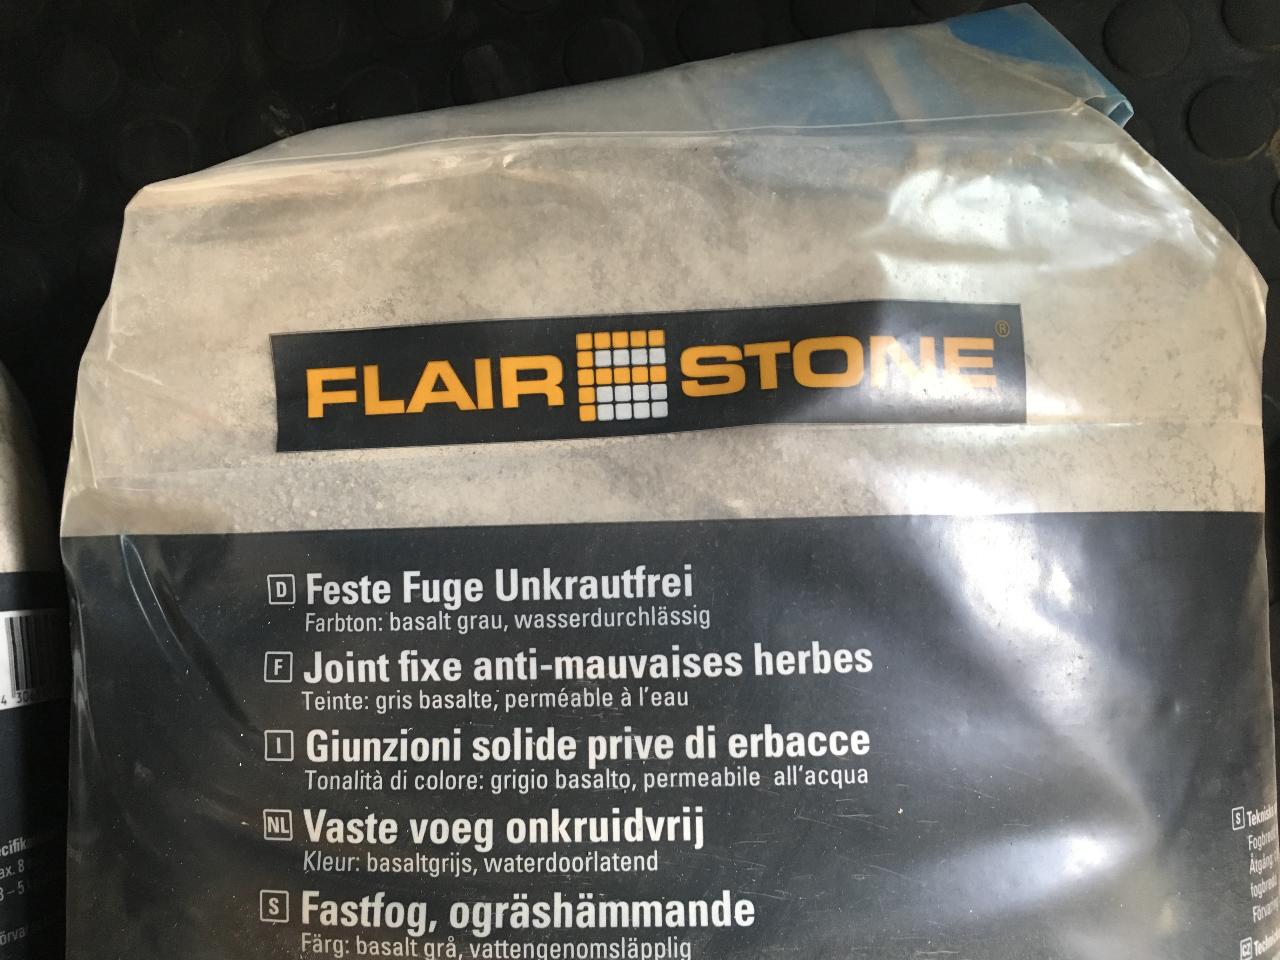 FLAIR STONE ®
D Feste Fuge Unkrautfrei
Farbton: basalt grau, wasserdurchlässig
F Joint fixe anti-mauvaises herbes
Teinte: gris basalte, perméable à l'eau
I Giunzioni solide prive di erbacce
Tonalità di colore: grigio basalto, permeabile all'acqua
NL Vaste voeg onkruidvrij
Kleur: basaltgrijs, waterdoorlatend
S Fastfog, ogräshämmande
Färg: basalt grå, vattengenomsläpplig
S
CZ